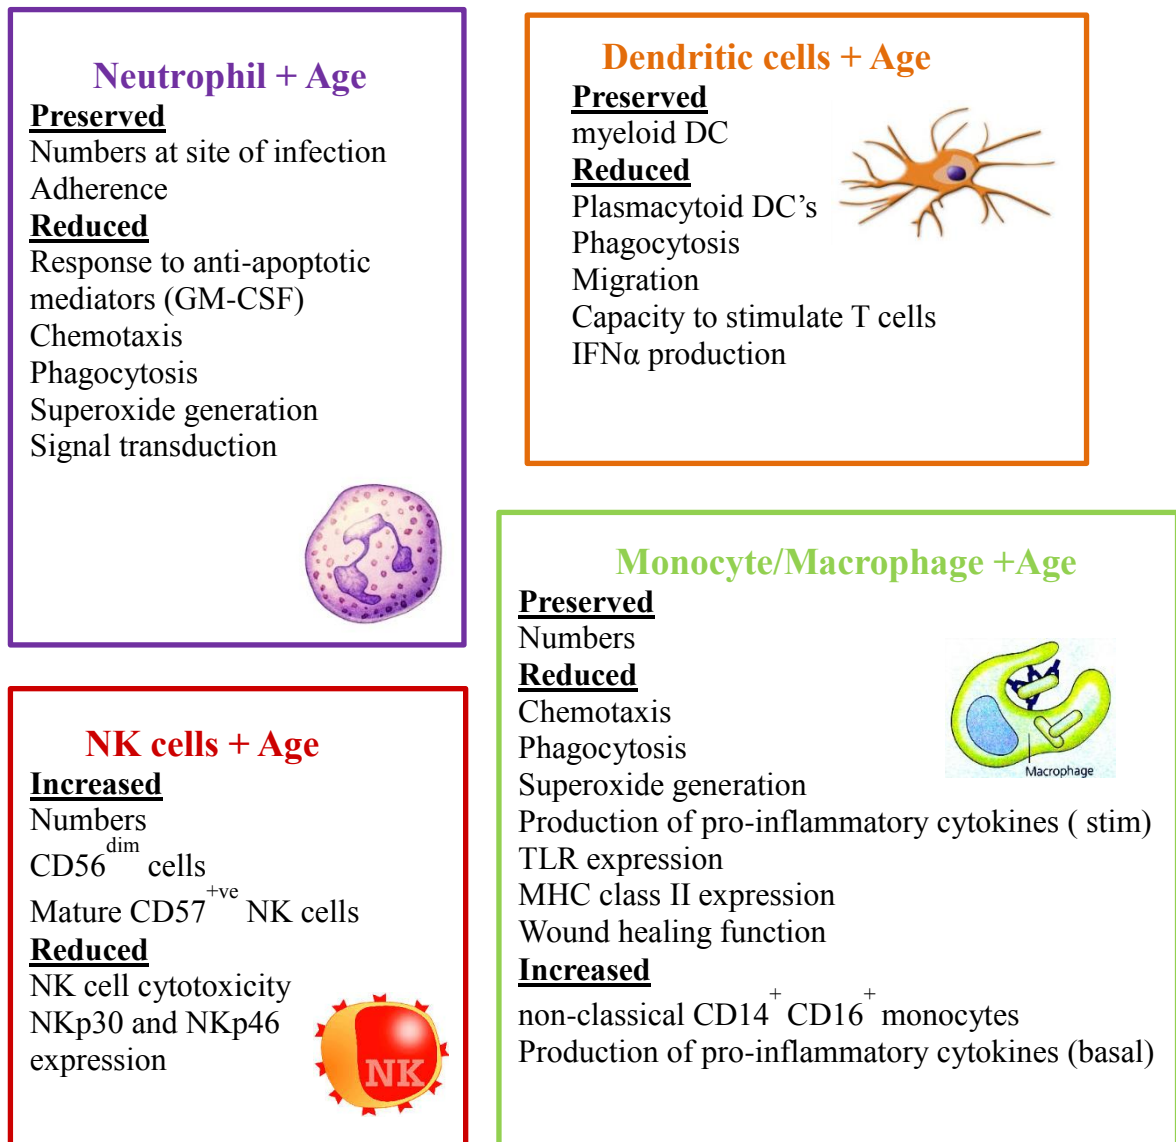 Neutrophil + Age
Preserved
Numbers at site of infection
Adherence
Reduced
Response to anti-apoptotic
mediators (GM-CSF)
Chemotaxis
Phagocytosis
Superoxide generation
Signal transduction
Dendritic cells + Age
Preserved
myeloid DC
Reduced
Plasmacytoid DC’s
Phagocytosis
Migration
Capacity to stimulate T cells
IFNα production
NK cells + Age
Increased
Numbers
CD56dim cells
Mature CD57+ve NK cells
Reduced
NK cell cytotoxicity
NKp30 and NKp46
expression
NK
Monocyte/Macrophage +Age
Preserved
Numbers
Reduced
Chemotaxis
Phagocytosis
Superoxide generation
Production of pro-inflammatory cytokines ( stim)
TLR expression
MHC class II expression
Wound healing function
Increased
non-classical CD14+ CD16+ monocytes
Production of pro-inflammatory cytokines (basal)
Macrophage